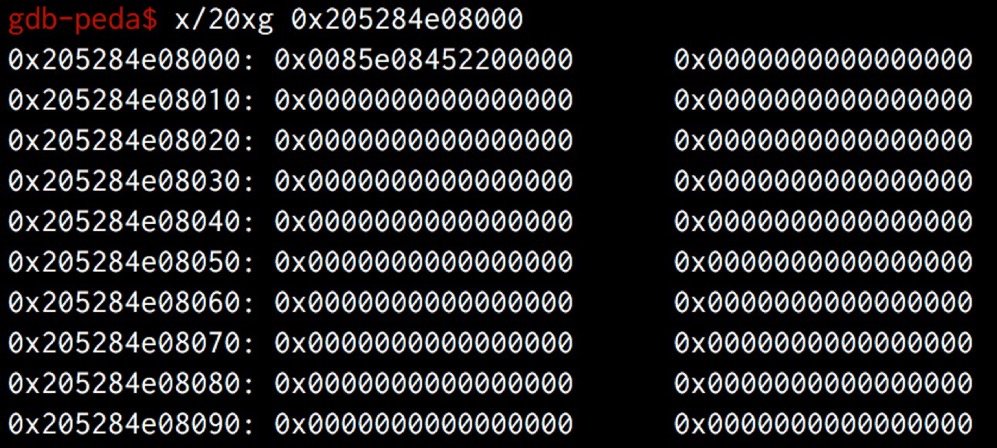 gdb-peda$ x/20xg 0x205284e08000
0x205284e08000: 0x0085e08452200000 0x0000000000000000
0x205284e08010: 0x0000000000000000 0x0000000000000000
0x205284e08020: 0x0000000000000000 0x0000000000000000
0x205284e08030: 0x0000000000000000 0x0000000000000000
0x205284e08040: 0x0000000000000000 0x0000000000000000
0x205284e08050: 0x0000000000000000 0x0000000000000000
0x205284e08060: 0x0000000000000000 0x0000000000000000
0x205284e08070: 0x0000000000000000 0x0000000000000000
0x205284e08080: 0x0000000000000000 0x0000000000000000
0x205284e08090: 0x0000000000000000 0x0000000000000000